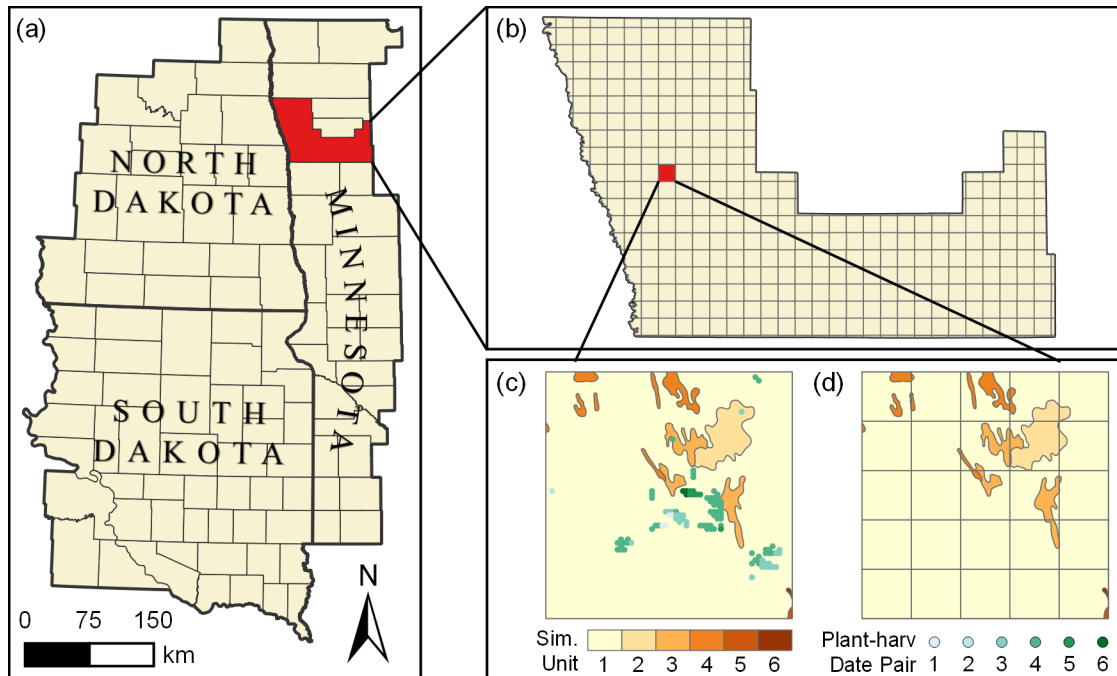 (a)
NORTH
DAKOTA
MINNESOTA
SOUTH
DAKOTA
0 75 150
km
N
(b)
(c)
(d)
Sim.
Unit
1 2 3 4 5 6
Plant-harv
Date Pair
1 2 3 4 5 6